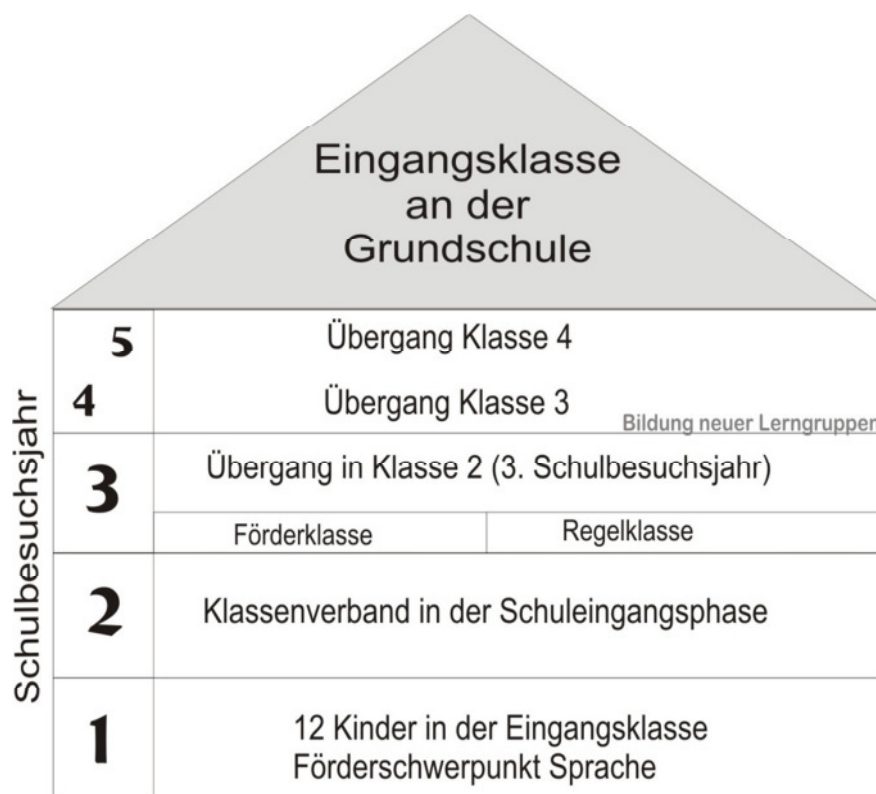 Eingangsklasse
an der
Grundschule
Schulbesuchsjahr
5 Übergang Klasse 4
4 Übergang Klasse 3
Bildung neuer Lerngruppen
3 Übergang in Klasse 2 (3. Schulbesuchsjahr)
Förderklasse Regelklasse
2 Klassenverband in der Schuleingangsphase
1 12 Kinder in der Eingangsklasse
Förderschwerpunkt Sprache